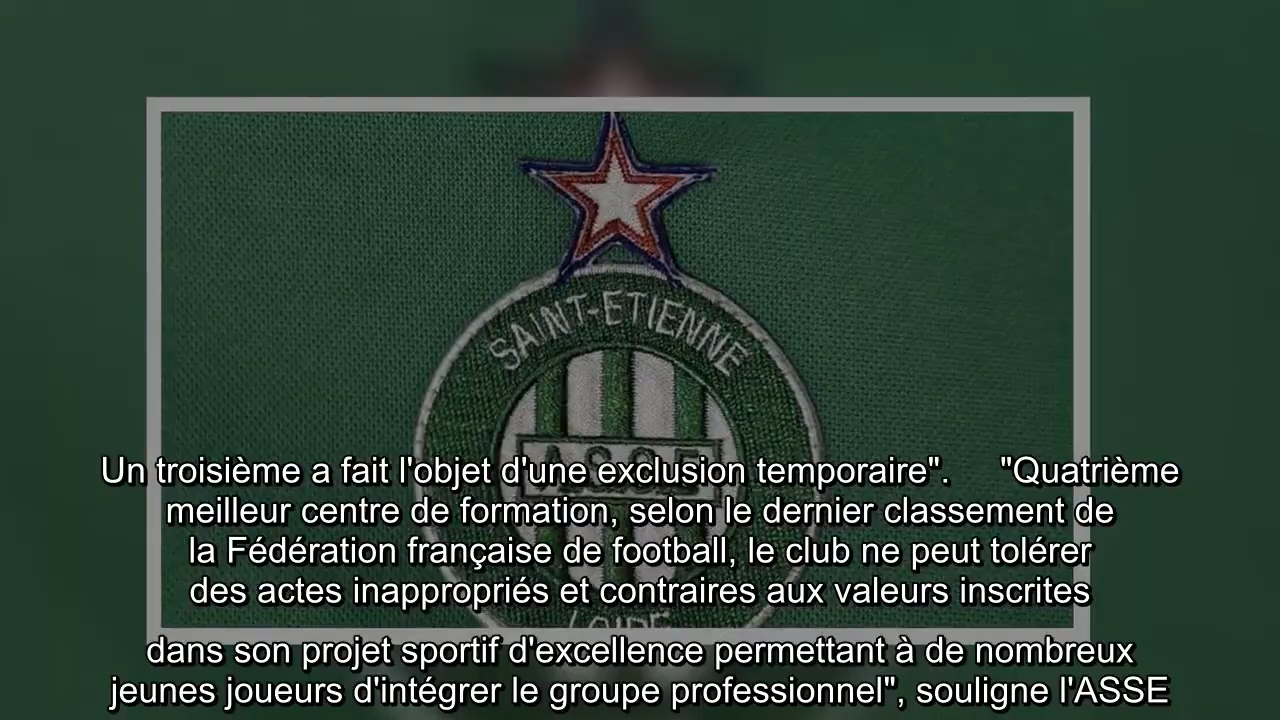 SAINT-ETIENNE
A.S.S.E
LOIRE
Un troisième a fait l'objet d'une exclusion temporaire".     "Quatrième
meilleur centre de formation, selon le dernier classement de
la Fédération française de football, le club ne peut tolérer
des actes inappropriés et contraires aux valeurs inscrites
dans son projet sportif d'excellence permettant à de nombreux
jeunes joueurs d'intégrer le groupe professionnel", souligne l'ASSE